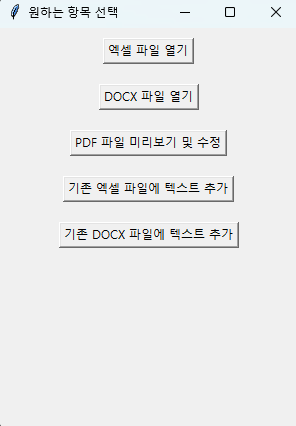 원하는 항목 선택
엑셀 파일 열기
DOCX 파일 열기
PDF 파일 미리보기 및 수정
기존 엑셀 파일에 텍스트 추가
기존 DOCX 파일에 텍스트 추가